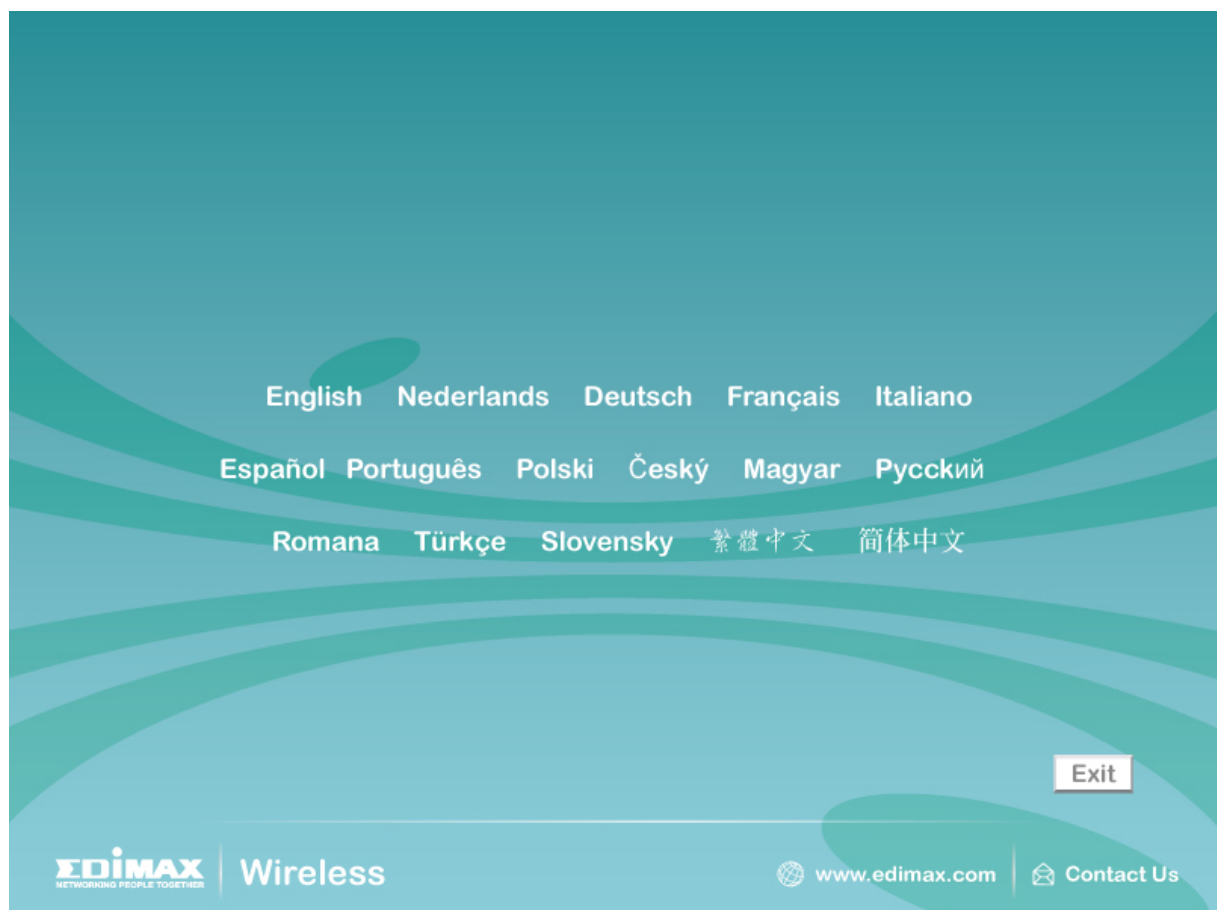 English Nederlands Deutsch Français Italiano
Español Português Polski Český Magyar Pycckий
Romana Türkçe Slovensky 繁體中文 简体中文
Exit
EDiMAX
NETWORKING PEOPLE TOGETHER
Wireless
www.edimax.com
Contact Us